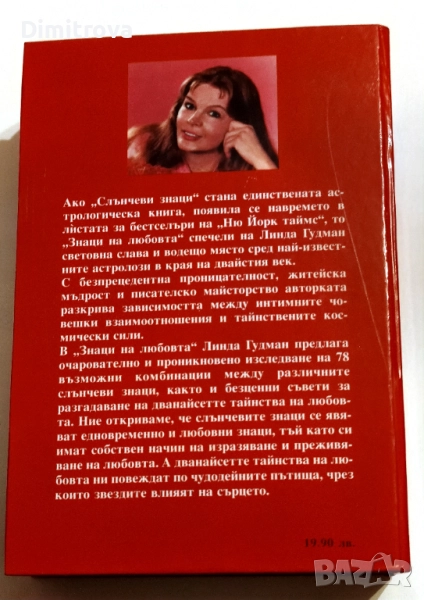 Dimitrova
Ако „Слънчеви знаци“ стана единствената ас-
трологическа книга, появила се навремето в
листата за бестселъри на „Ню Йорк таймс“, то
„Знаци на любовта“ спечели на Линда Гудман
световна слава и водещо място сред най-извест-
ните астролози в края на двайстия век.
С безпрецедентна проницателност, житейска
мъдрост и писателско майсторство авторката
разкрива зависимостта между интимните чо-
вешки взаимоотношения и тайнствените кос-
мически сили.
В „Знаци на любовта“ Линда Гудман предлага
очарователно и проникновено изследване на 78
възможни комбинации между различните
слънчеви знаци, както и безценни съвети за
разгадаване на дванайсетте тайнства на любов-
та. Ние откриваме, че слънчевите знаци се явя-
ват едновременно и любовни знаци, тъй като си
имат собствен начин на изразяване и преживя-
ване на любовта. А дванайсетте тайнства на лю-
бовта ни повеждат по чудодейните пътища, чрез
които звездите влияят на сърцето.
19.90 лв.
bazar